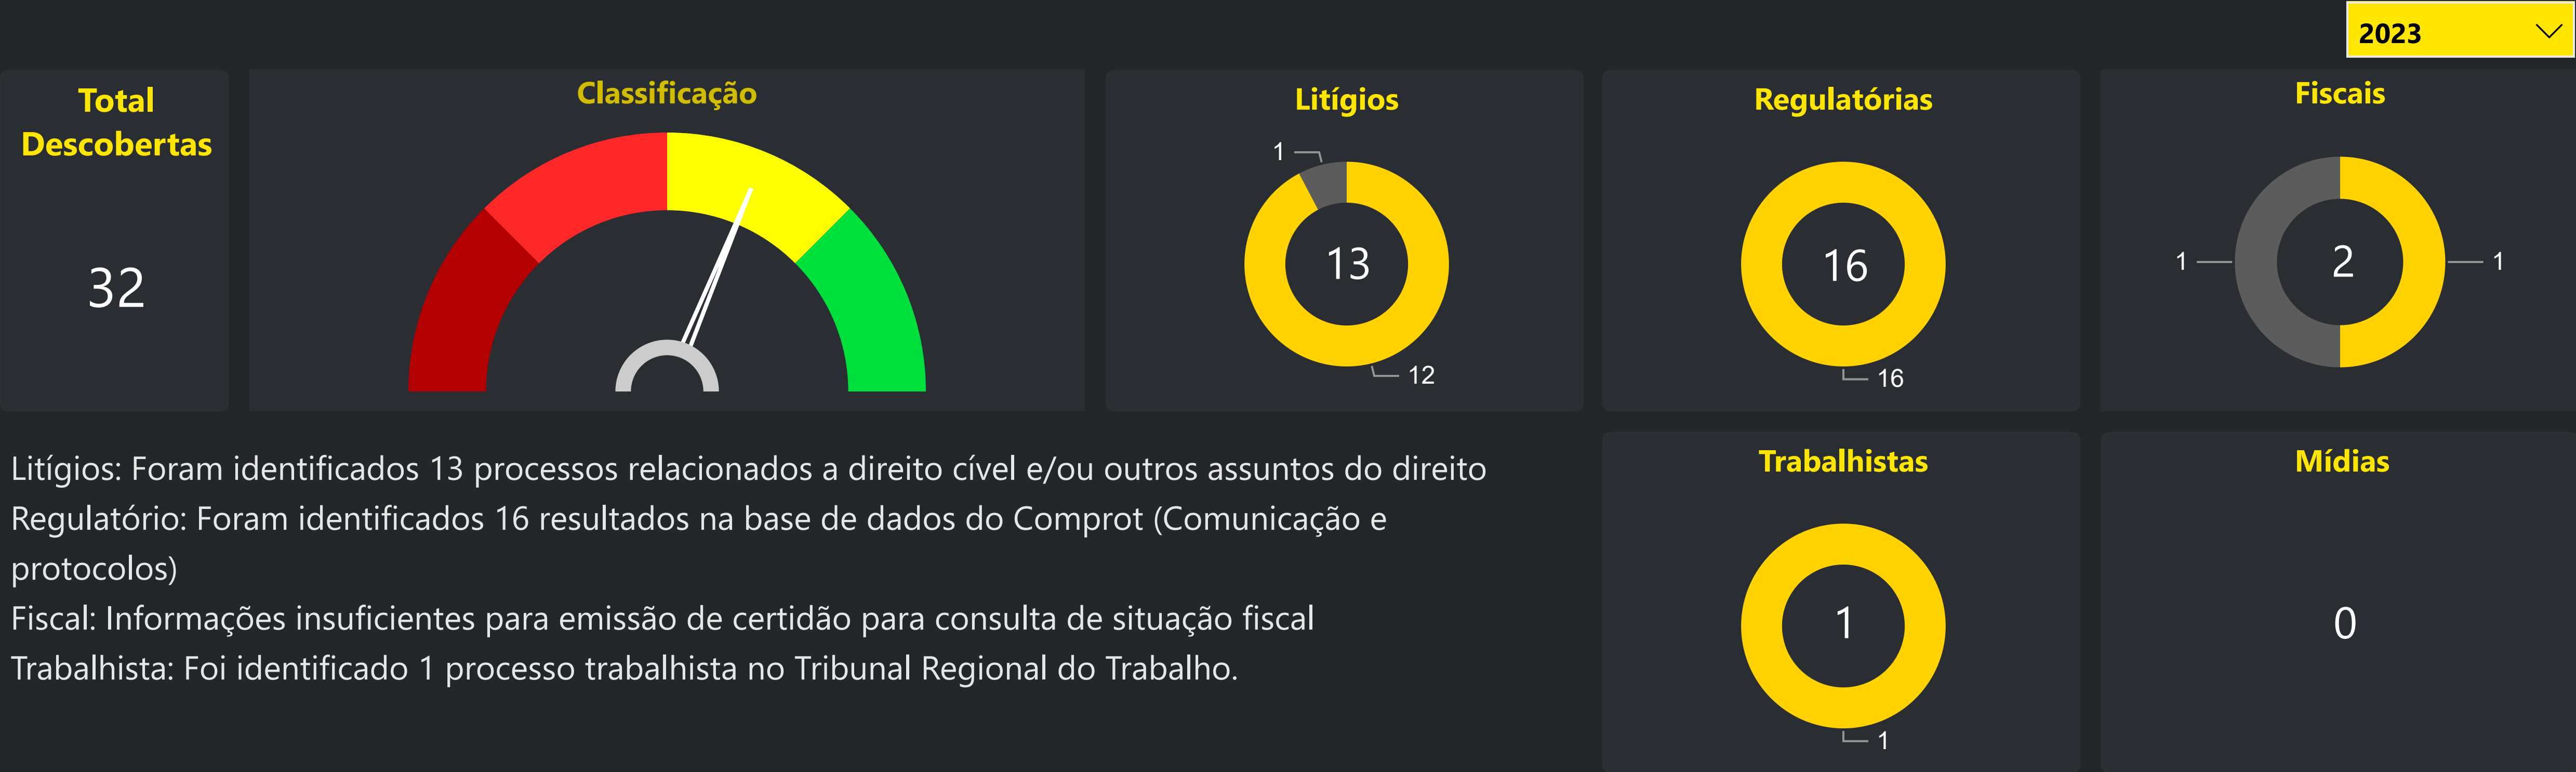 2023
Total
Descobertas
32
Classificação
Litígios
1
13
12
Regulatórias
16
16
Fiscais
1
2
1
Litígios: Foram identificados 13 processos relacionados a direito cível e/ou outros assuntos do direito
Regulatório: Foram identificados 16 resultados na base de dados do Comprot (Comunicação e
protocolos)
Fiscal: Informações insuficientes para emissão de certidão para consulta de situação fiscal
Trabalhista: Foi identificado 1 processo trabalhista no Tribunal Regional do Trabalho.
Trabalhistas
1
1
Mídias
0